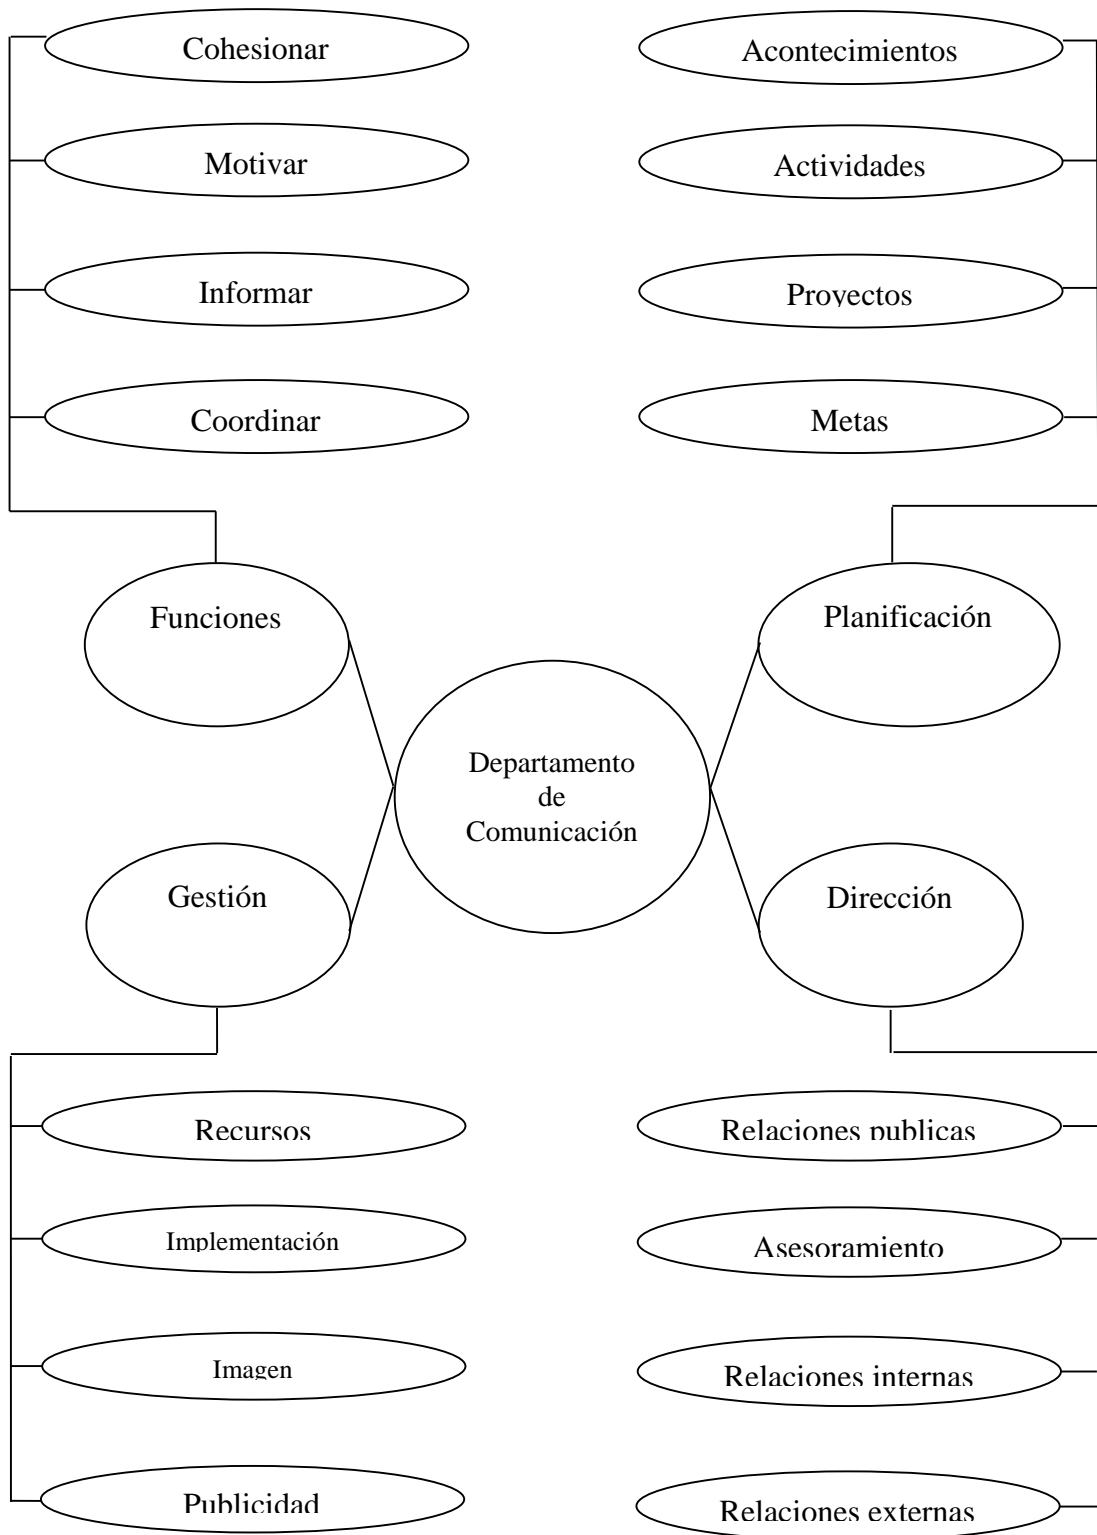 Cohesionar
Motivar
Informar
Coordinar
Acontecimientos
Actividades
Proyectos
Metas
Funciones
Planificación
Departamento
de
Comunicación
Gestión
Dirección
Recursos
Implementación
Imagen
Publicidad
Relaciones publicas
Asesoramiento
Relaciones internas
Relaciones externas